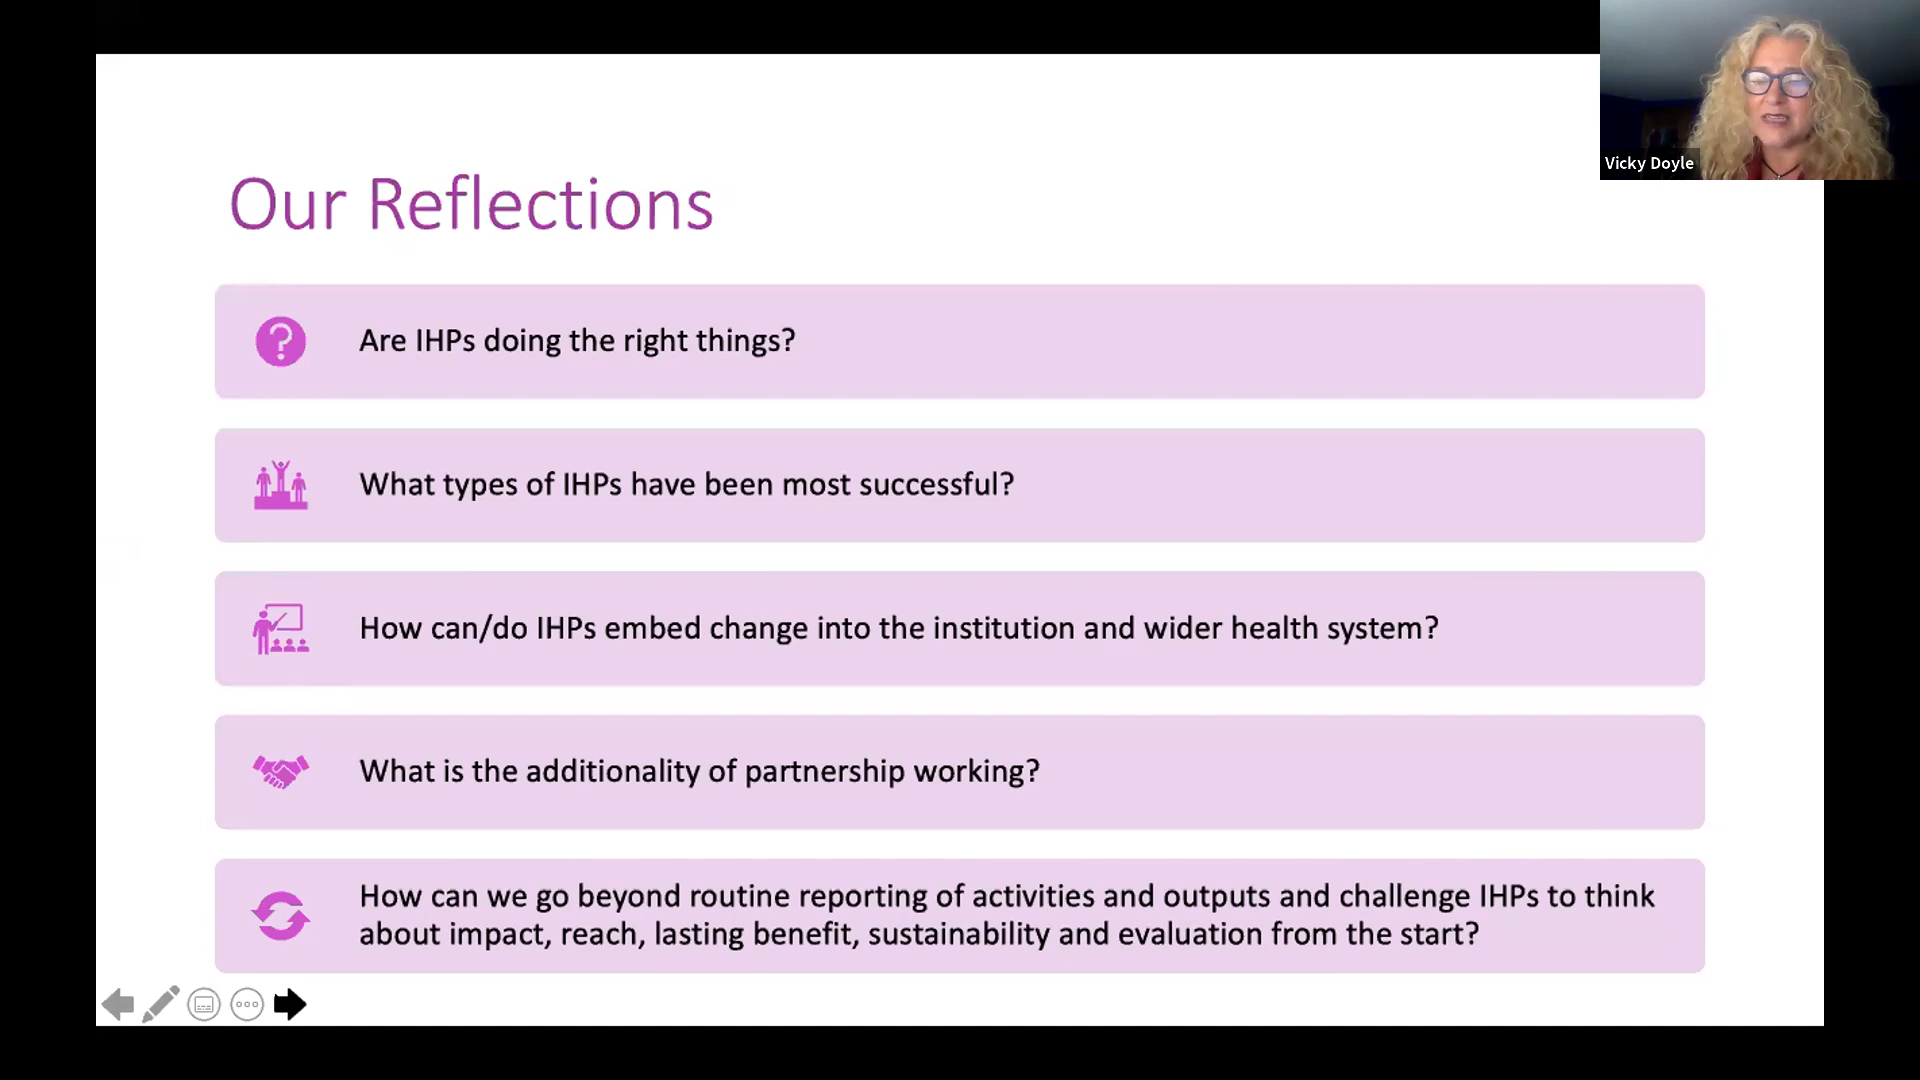 Vicky Doyle
Our Reflections
Are IHPs doing the right things?
What types of IHPs have been most successful?
How can/do IHPs embed change into the institution and wider health system?
What is the additionality of partnership working?
How can we go beyond routine reporting of activities and outputs and challenge IHPs to think
about impact, reach, lasting benefit, sustainability and evaluation from the start?